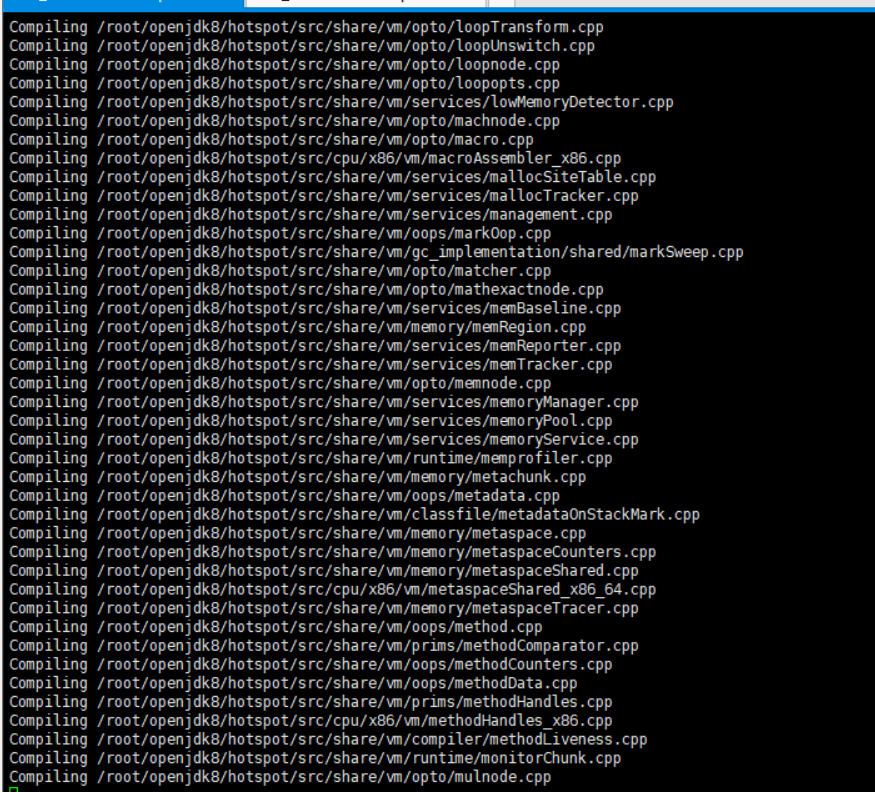 Compiling /root/openjdk8/hotspot/src/share/vm/opto/loopTransform.cpp
Compiling /root/openjdk8/hotspot/src/share/vm/opto/loopUnswitch.cpp
Compiling /root/openjdk8/hotspot/src/share/vm/opto/loopnode.cpp
Compiling /root/openjdk8/hotspot/src/share/vm/opto/loopopts.cpp
Compiling /root/openjdk8/hotspot/src/share/vm/services/lowMemoryDetector.cpp
Compiling /root/openjdk8/hotspot/src/share/vm/opto/machnode.cpp
Compiling /root/openjdk8/hotspot/src/share/vm/opto/macro.cpp
Compiling /root/openjdk8/hotspot/src/cpu/x86/vm/macroAssembler_x86.cpp
Compiling /root/openjdk8/hotspot/src/share/vm/services/mallocSiteTable.cpp
Compiling /root/openjdk8/hotspot/src/share/vm/services/mallocTracker.cpp
Compiling /root/openjdk8/hotspot/src/share/vm/services/management.cpp
Compiling /root/openjdk8/hotspot/src/share/vm/oops/markOop.cpp
Compiling /root/openjdk8/hotspot/src/share/vm/gc_implementation/shared/markSweep.cpp
Compiling /root/openjdk8/hotspot/src/share/vm/opto/matcher.cpp
Compiling /root/openjdk8/hotspot/src/share/vm/opto/mathexactnode.cpp
Compiling /root/openjdk8/hotspot/src/share/vm/services/memBaseline.cpp
Compiling /root/openjdk8/hotspot/src/share/vm/memory/memRegion.cpp
Compiling /root/openjdk8/hotspot/src/share/vm/services/memReporter.cpp
Compiling /root/openjdk8/hotspot/src/share/vm/services/memTracker.cpp
Compiling /root/openjdk8/hotspot/src/share/vm/opto/memnode.cpp
Compiling /root/openjdk8/hotspot/src/share/vm/services/memoryManager.cpp
Compiling /root/openjdk8/hotspot/src/share/vm/services/memoryPool.cpp
Compiling /root/openjdk8/hotspot/src/share/vm/services/memoryService.cpp
Compiling /root/openjdk8/hotspot/src/share/vm/runtime/memprofiler.cpp
Compiling /root/openjdk8/hotspot/src/share/vm/memory/metachunk.cpp
Compiling /root/openjdk8/hotspot/src/share/vm/oops/metadata.cpp
Compiling /root/openjdk8/hotspot/src/share/vm/classfile/metadataOnStackMark.cpp
Compiling /root/openjdk8/hotspot/src/share/vm/memory/metaspace.cpp
Compiling /root/openjdk8/hotspot/src/share/vm/memory/metaspaceCounters.cpp
Compiling /root/openjdk8/hotspot/src/share/vm/memory/metaspaceShared.cpp
Compiling /root/openjdk8/hotspot/src/cpu/x86/vm/metaspaceShared_x86_64.cpp
Compiling /root/openjdk8/hotspot/src/share/vm/memory/metaspaceTracer.cpp
Compiling /root/openjdk8/hotspot/src/share/vm/oops/method.cpp
Compiling /root/openjdk8/hotspot/src/share/vm/prims/methodComparator.cpp
Compiling /root/openjdk8/hotspot/src/share/vm/oops/methodCounters.cpp
Compiling /root/openjdk8/hotspot/src/share/vm/oops/methodData.cpp
Compiling /root/openjdk8/hotspot/src/share/vm/prims/methodHandles.cpp
Compiling /root/openjdk8/hotspot/src/cpu/x86/vm/methodHandles_x86.cpp
Compiling /root/openjdk8/hotspot/src/share/vm/compiler/methodLiveness.cpp
Compiling /root/openjdk8/hotspot/src/share/vm/runtime/monitorChunk.cpp
Compiling /root/openjdk8/hotspot/src/share/vm/opto/mulnode.cpp